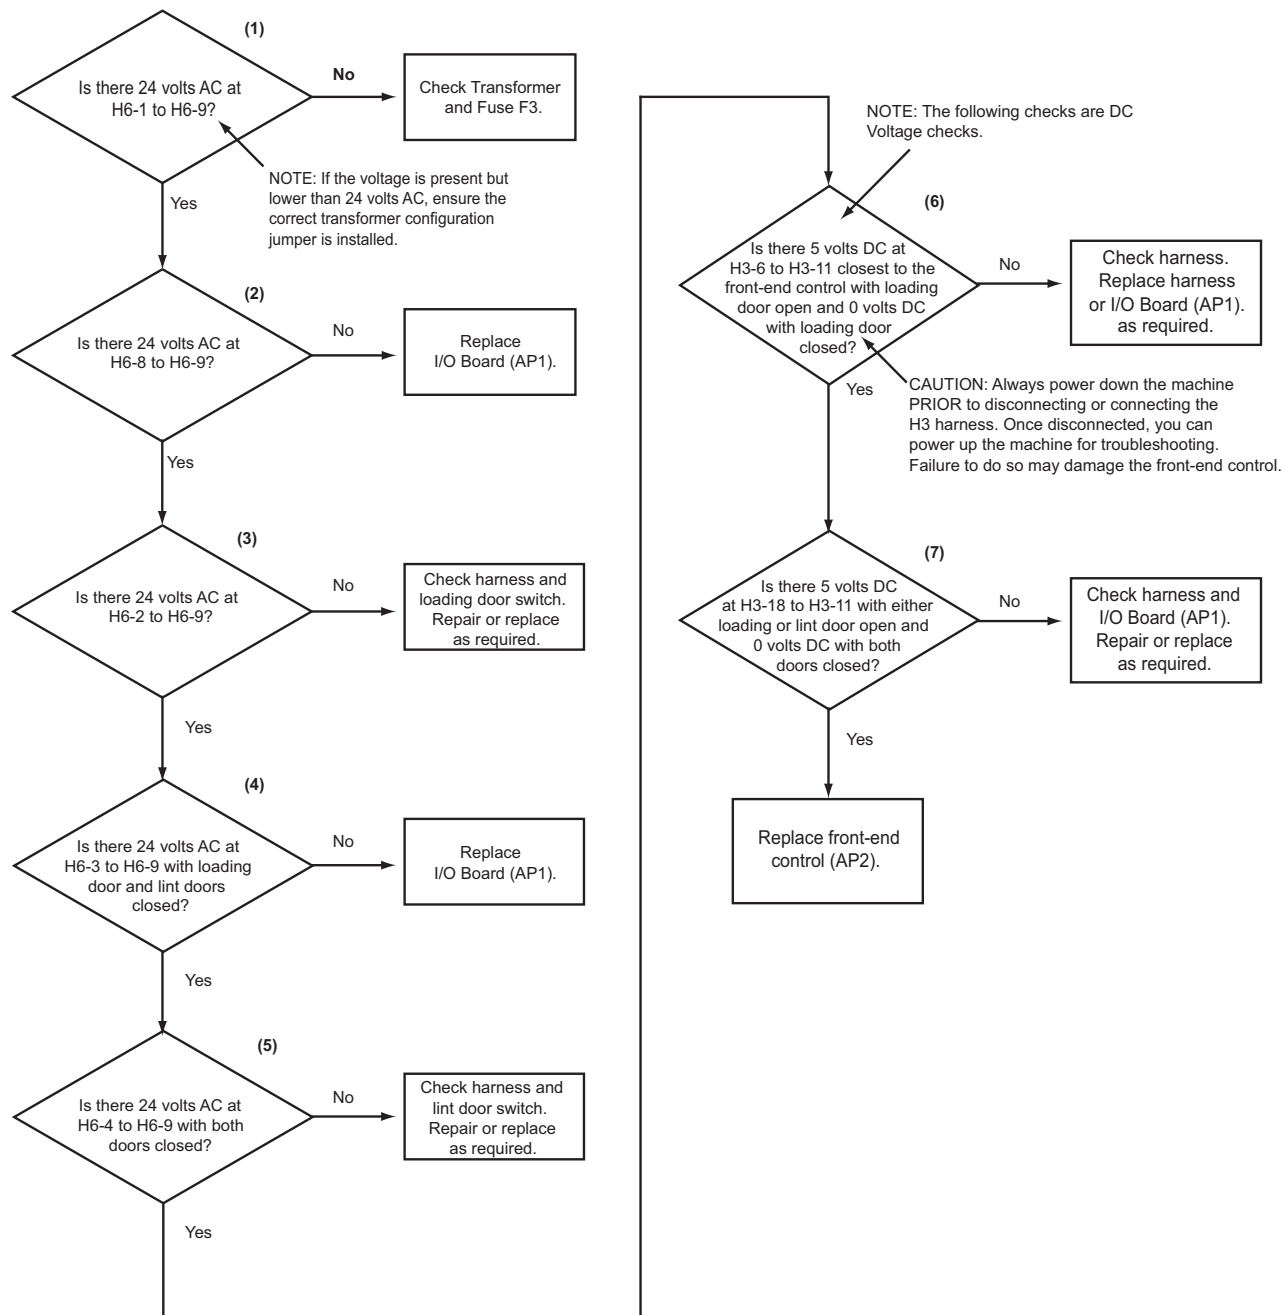 (1)
Is there 24 volts AC at
H6-1 to H6-9?
No
Check Transformer
and Fuse F3.
NOTE: If the voltage is present but
lower than 24 volts AC, ensure the
correct transformer configuration
jumper is installed.
Yes
(2)
Is there 24 volts AC at
H6-8 to H6-9?
No
Replace
I/O Board (AP1).
Yes
(3)
Is there 24 volts AC at
H6-2 to H6-9?
No
Check harness and
loading door switch.
Repair or replace
as required.
Yes
(4)
Is there 24 volts AC at
H6-3 to H6-9 with loading
door and lint doors
closed?
No
Replace
I/O Board (AP1).
Yes
(5)
Is there 24 volts AC at
H6-4 to H6-9 with both
doors closed?
No
Check harness and
lint door switch.
Repair or replace
as required.
Yes
NOTE: The following checks are DC
Voltage checks.
(6)
Is there 5 volts DC at
H3-6 to H3-11 closest to the
front-end control with loading
door open and 0 volts DC
with loading door
closed?
No
Check harness.
Replace harness
or I/O Board (AP1).
as required.
Yes
CAUTION: Always power down the machine
PRIOR to disconnecting or connecting the
H3 harness. Once disconnected, you can
power up the machine for troubleshooting.
Failure to do so may damage the front-end control.
(7)
Is there 5 volts DC
at H3-18 to H3-11 with either
loading or lint door open and
0 volts DC with both
doors closed?
No
Check harness and
I/O Board (AP1).
Repair or replace
as required.
Yes
Replace front-end
control (AP2).